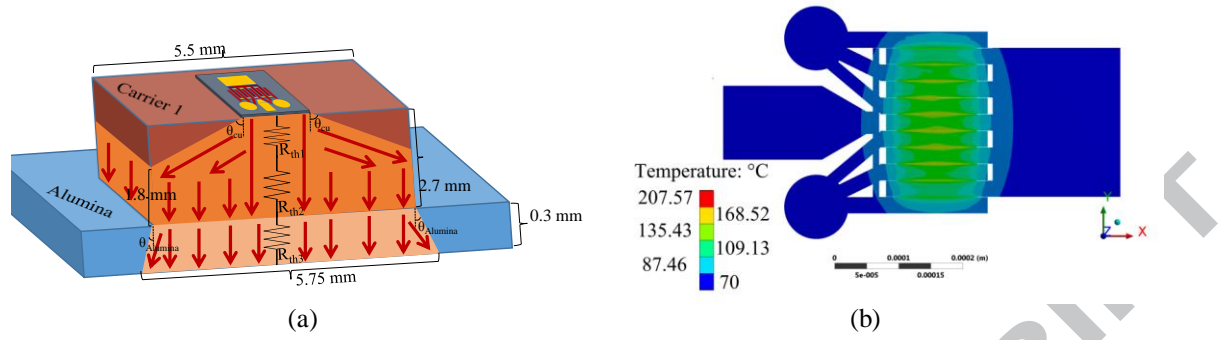 5.5 mm
Carrier 1
θcu
θcu
Rth1
1.8 mm
2.7 mm
Alumina
Rth2
0.3 mm
θAlumina
θAlumina
Rth3
5.75 mm
(a)
Temperature: °C
207.57
168.52
135.43
109.13
87.46
70
0
0.0001
0.0002 (m)
5e-005
0.00015
Y
Z
X
(b)